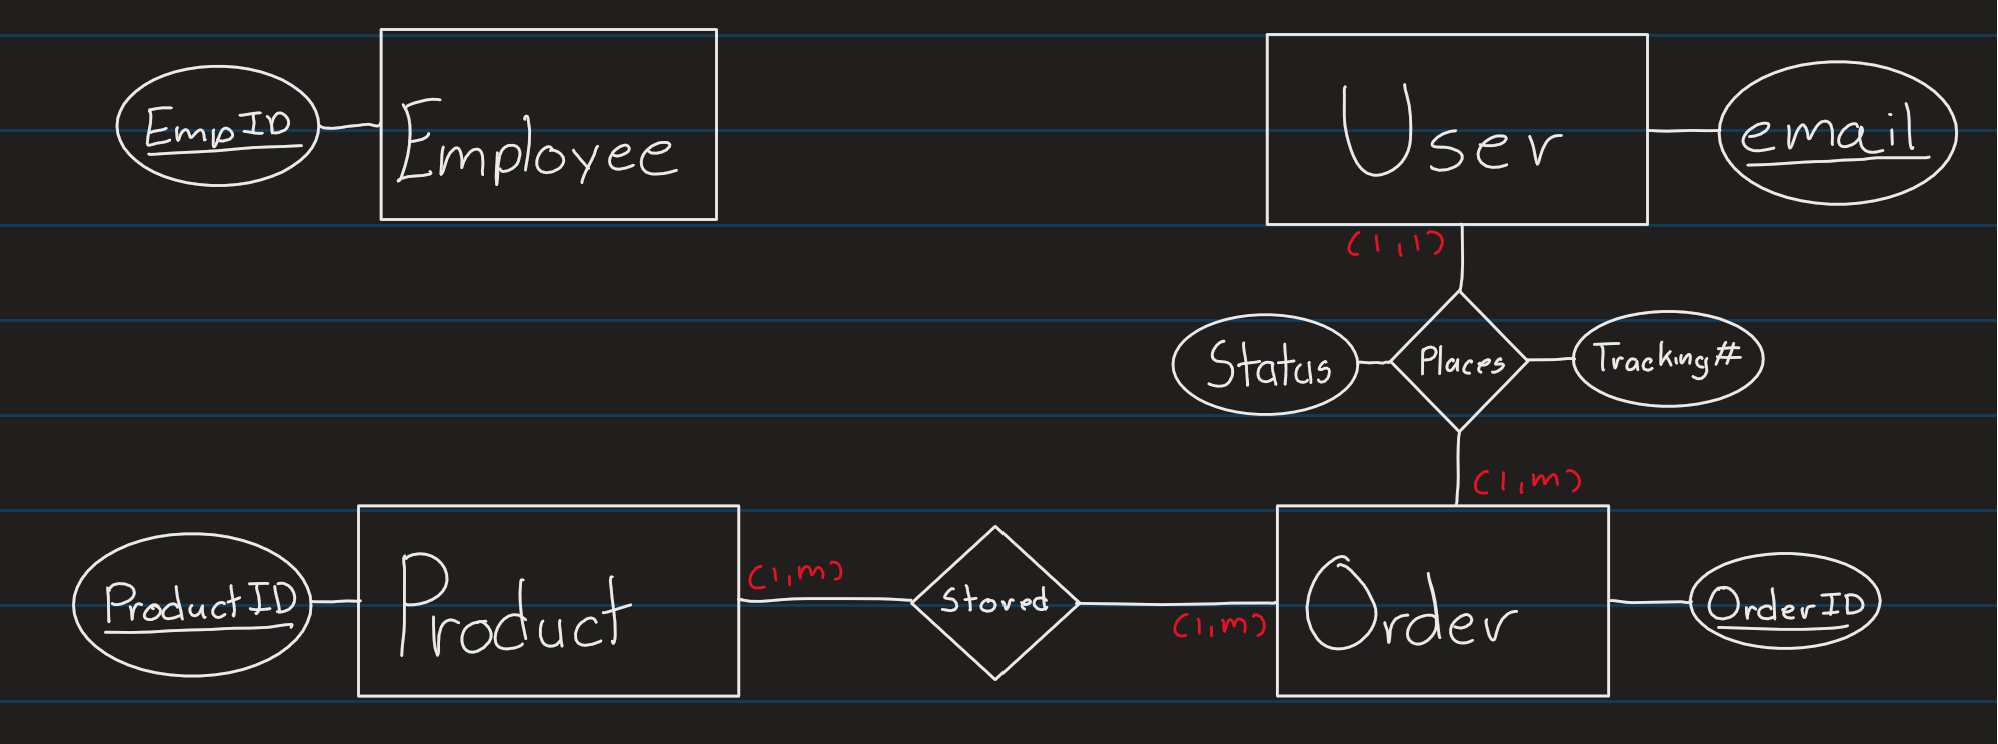 EmpID
Employee
User
email
(1,1)
Status
Places
Tracking#
(1,m)
ProductID
Product
(1,m)
Stored
(1,m)
Order
OrderID